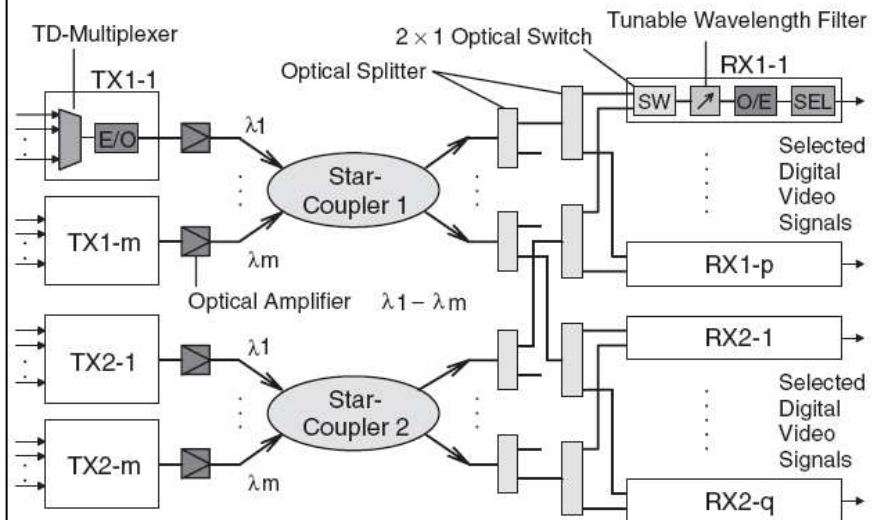 Tunable Wavelength Filter
TD-Multiplexer
2 × 1 Optical Switch
TX1-1
Optical Splitter
RX1-1
E/O
SW
O/E
SEL
λ1
Star-
Coupler 1
Selected
Digital
Video
Signals
TX1-m
λm
RX1-p
Optical Amplifier
λ1 – λm
TX2-1
λ1
RX2-1
Star-
Coupler 2
Selected
Digital
Video
Signals
TX2-m
λm
RX2-q